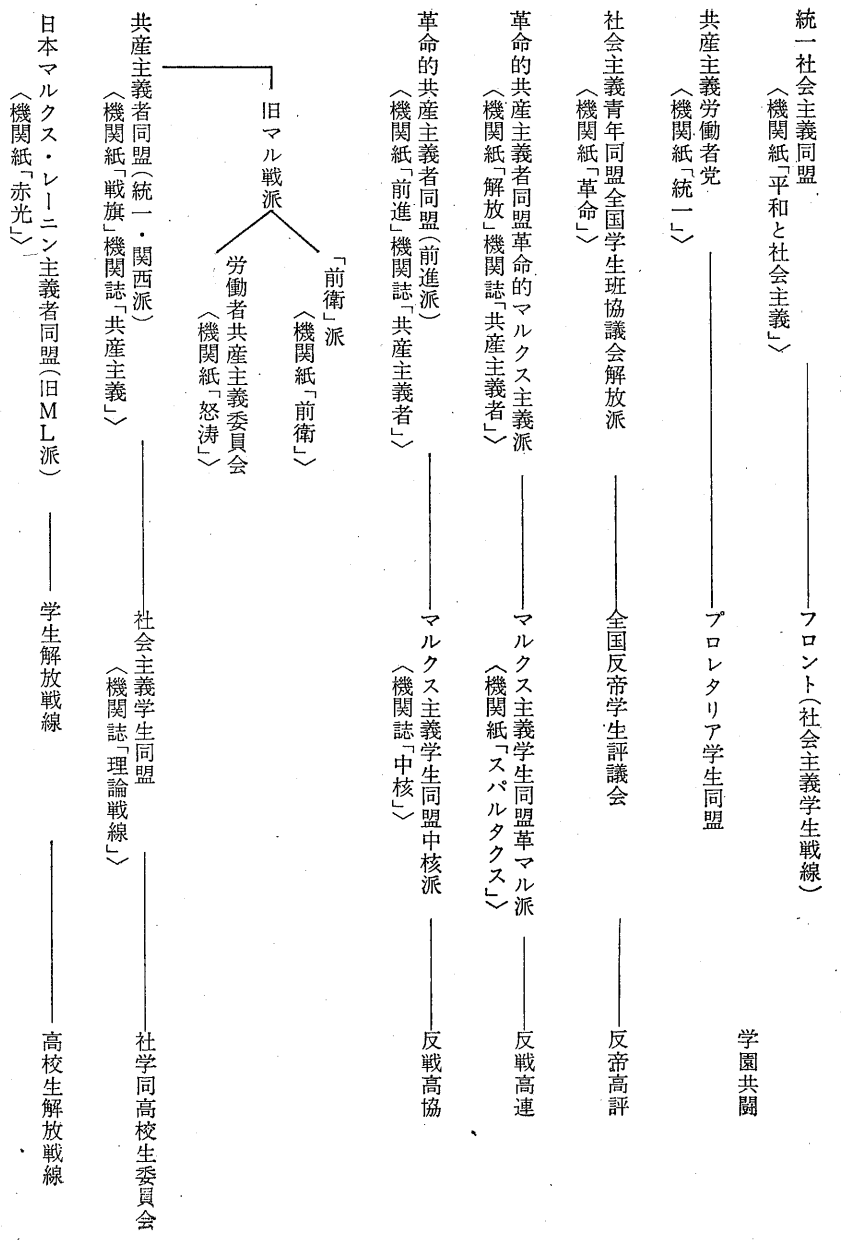 統一社会主義同盟
〈機関紙「平和と社会主義」〉
フロント(社会主義学生戦線)
学園共闘
共産主義労働者党
〈機関紙「統一」〉
プロレタリア学生同盟
社会主義青年同盟全国学生班協議会解放派
〈機関紙「革命」〉
全国反帝学生評議会
反帝高評
革命的共産主義者同盟革命的マルクス主義派
〈機関紙「解放」機関誌「共産主義者」〉
マルクス主義学生同盟革マル派
〈機関紙「スパルタクス」〉
反戦高連
革命的共産主義者同盟(前進派)
〈機関紙「前進」機関誌「共産主義者」〉
マルクス主義学生同盟中核派
〈機関誌「中核」〉
反戦高協
「前衛」派
〈機関紙「前衛」〉
旧マル戦派
労働者共産主義委員会
〈機関紙「怒涛」〉
共産主義者同盟(統一・関西派)
〈機関紙「戦旗」機関誌「共産主義」〉
社会主義学生同盟
〈機関誌「理論戦線」〉
社学同高校生委員会
日本マルクス・レーニン主義者同盟(旧ML派)
〈機関紙「赤光」〉
学生解放戦線
高校生解放戦線